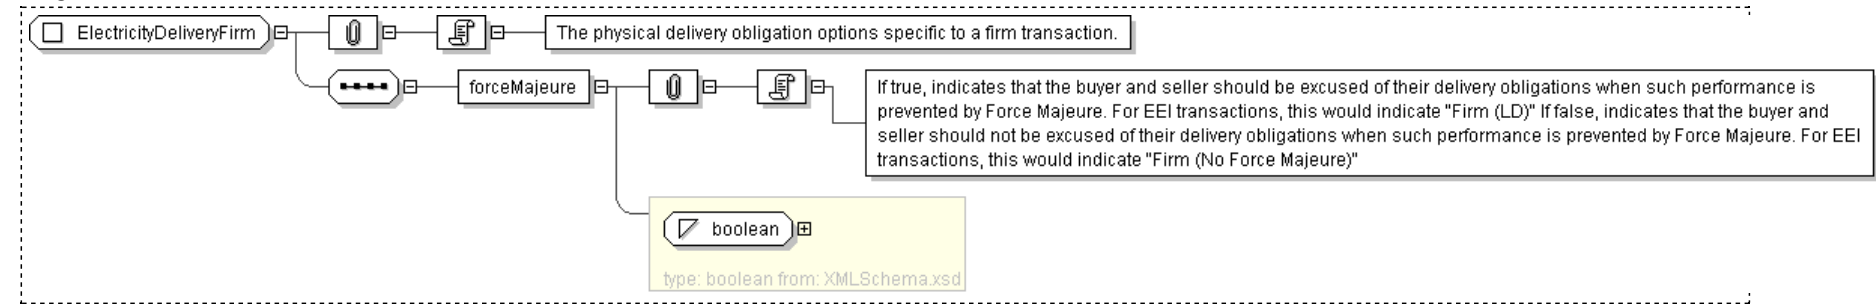 ElectricityDeliveryFirm
The physical delivery obligation options specific to a firm transaction.
forceMajeure
If true, indicates that the buyer and seller should be excused of their delivery obligations when such performance is
prevented by Force Majeure. For EEI transactions, this would indicate "Firm (LD)" If false, indicates that the buyer and
seller should not be excused of their delivery obligations when such performance is prevented by Force Majeure. For EEI
transactions, this would indicate "Firm (No Force Majeure)"
boolean
type: boolean from: XMLSchema.xsd